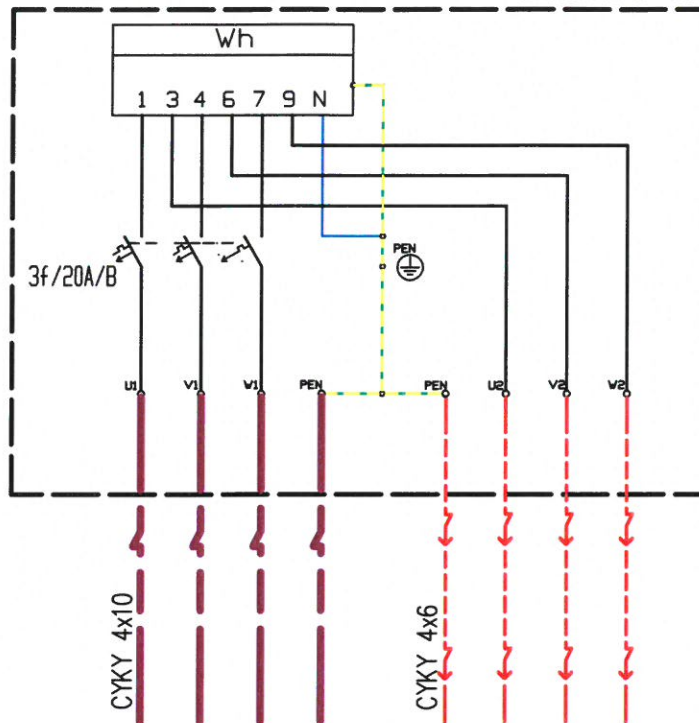 Wh
1 3 4 6 7 9 N
PEN
3f/20A/B
U1 V1 W1 PEN PEN U2 V2 W2
CYKY 4x10
CYKY 4x6